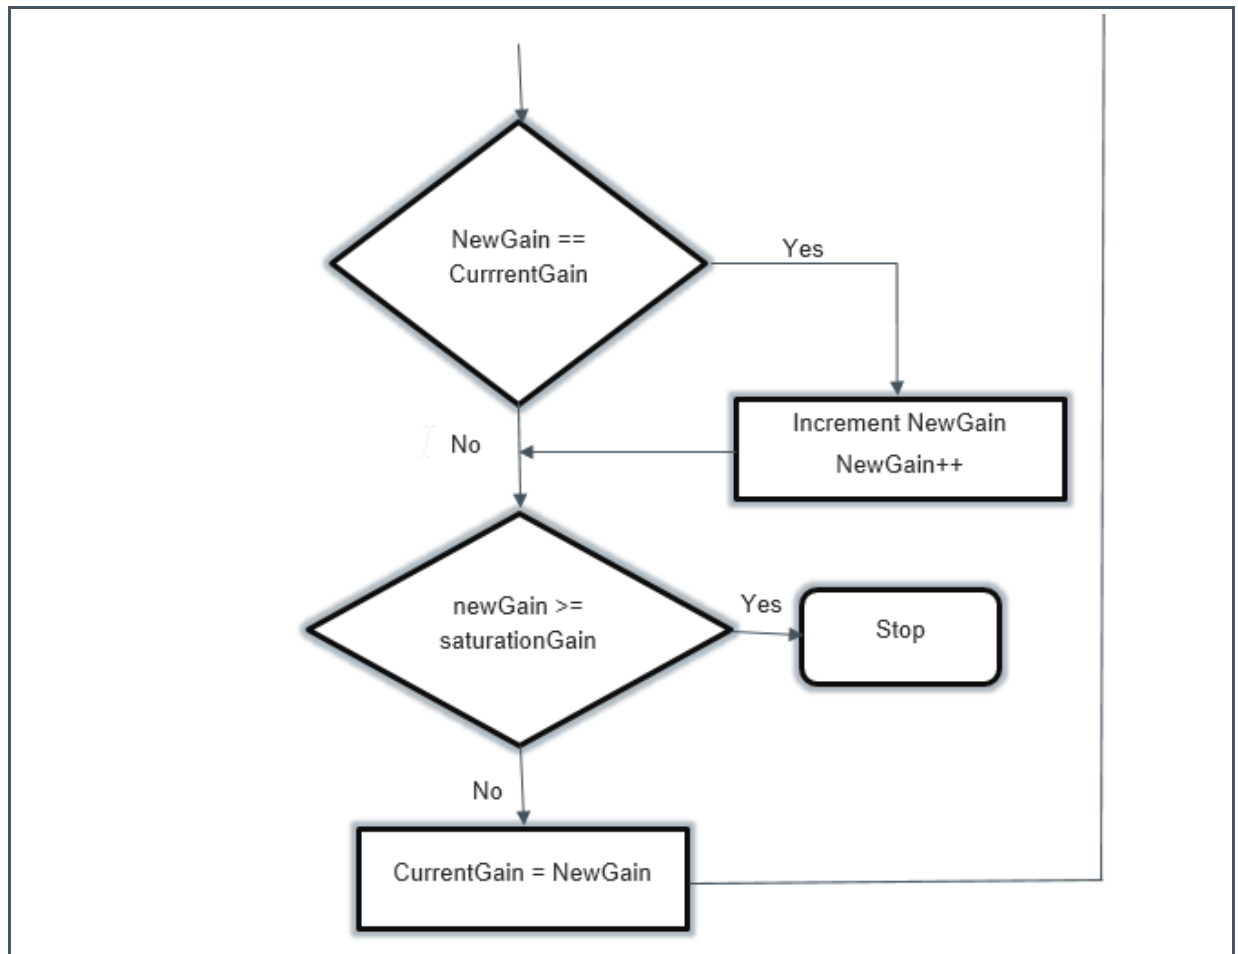 NewGain ==
CurrrentGain
Yes
Increment NewGain
NewGain++
No
newGain >=
saturationGain
Yes
Stop
No
CurrentGain = NewGain